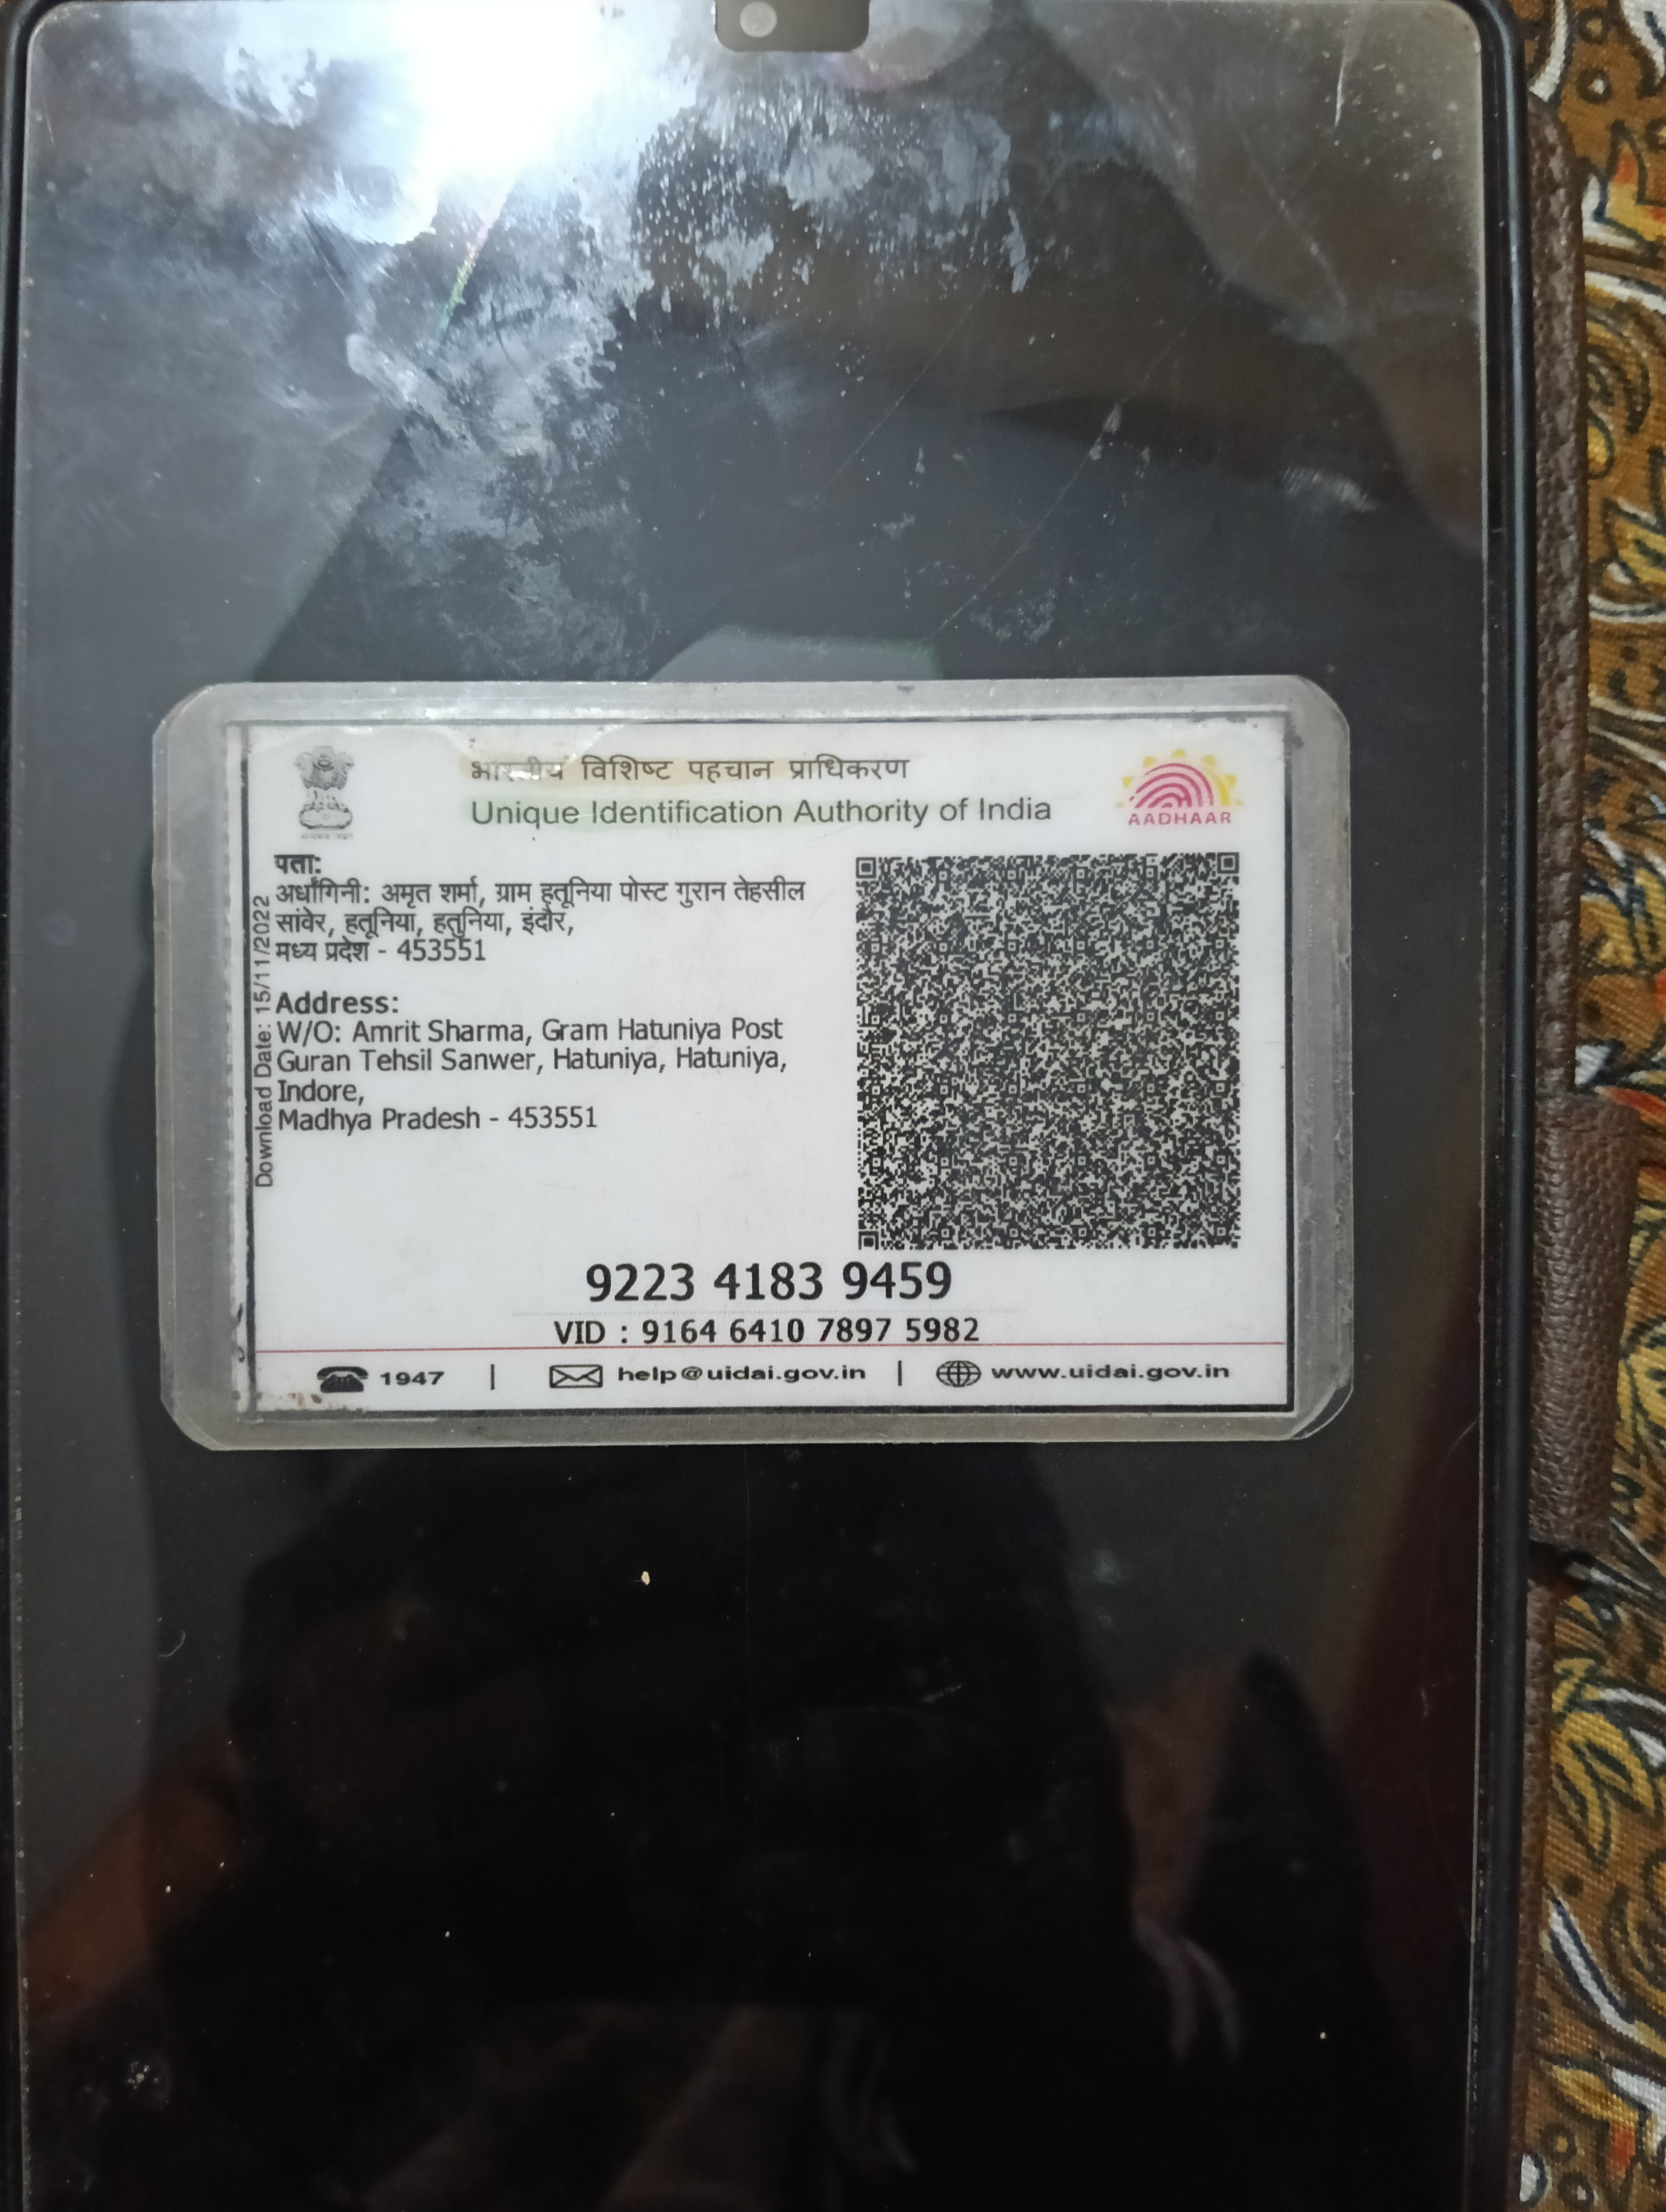 भारतीय विशिष्ट पहचान प्राधिकरण
Unique Identification Authority of India
AADHAAR
पता:
अर्धांगिनी: अमृत शर्मा, ग्राम हतूनिया पोस्ट गुरान तेहसील
सांवेर, हतूनिया, हतुनिया, इंदौर,
मध्य प्रदेश - 453551
Address:
W/O: Amrit Sharma, Gram Hatuniya Post
Guran Tehsil Sanwer, Hatuniya, Hatuniya,
Indore,
Madhya Pradesh - 453551
Download Date: 15/11/2022
9223 4183 9459
VID : 9164 6410 7897 5982
1947 | help@uidai.gov.in | www.uidai.gov.in